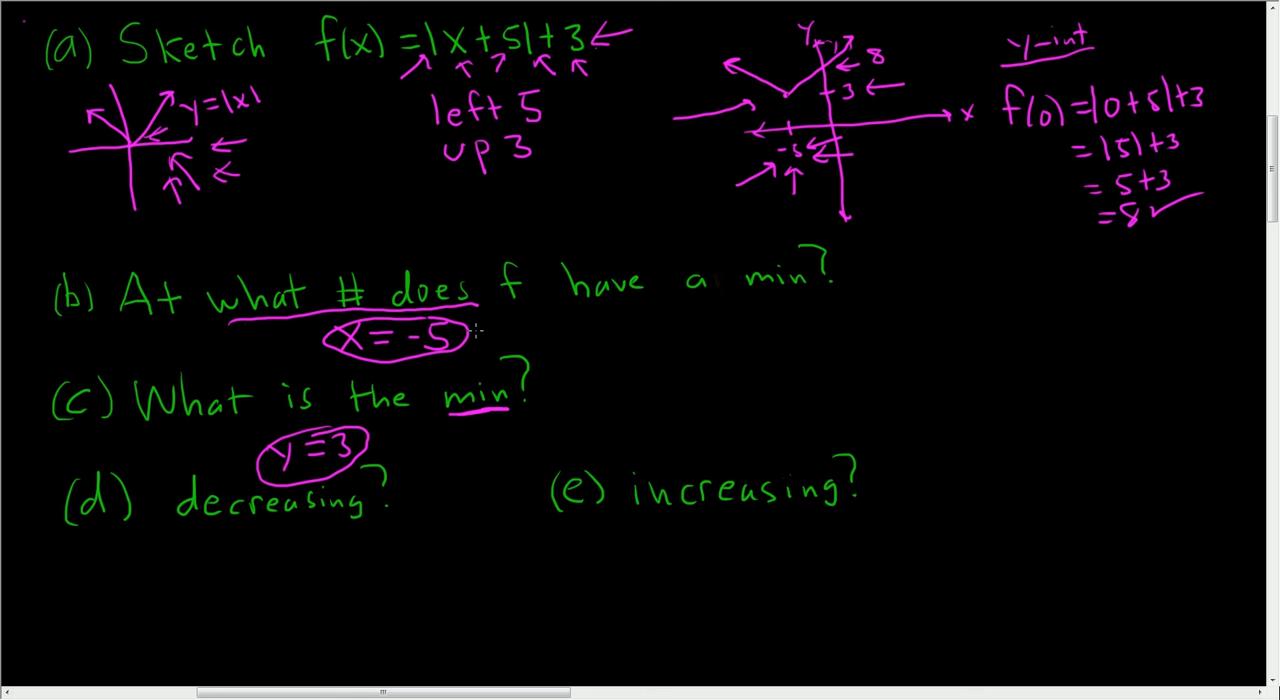 (a) Sketch f(x) = |x + 5| + 3
y = |x|
left 5
up 3
y
8
3
x
-5
y-int
f(0) = |0 + 5| + 3
= |5| + 3
= 5 + 3
= 8 ✓
(b) At what # does f have a min?
x = -5
(c) What is the min?
y = 3
(d) decreasing?
(e) increasing?